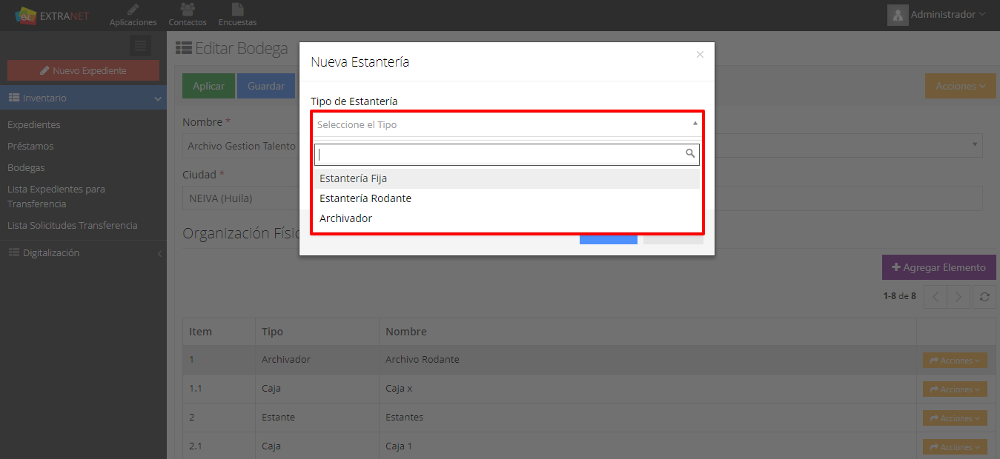 et EXTRANET
Aplicaciones
Contactos
Encuestas
Administrador
Nuevo Expediente
Inventario
Expedientes
Préstamos
Bodegas
Lista Expedientes para
Transferencia
Lista Solicitudes Transferencia
Digitalización
Editar Bodega
Aplicar
Guardar
Acciones
Nombre *
Archivo Gestion Talento
Ciudad *
NEIVA (Huila)
Organización Físic
Nueva Estantería
×
Tipo de Estantería
Seleccione el Tipo
Estantería Fija
Estantería Rodante
Archivador
Agregar Elemento
1-8 de 8
Item Tipo Nombre
1 Archivador Archivo Rodante Acciones
1.1 Caja Caja x Acciones
2 Estante Estantes Acciones
2.1 Caja Caja 1 Acciones